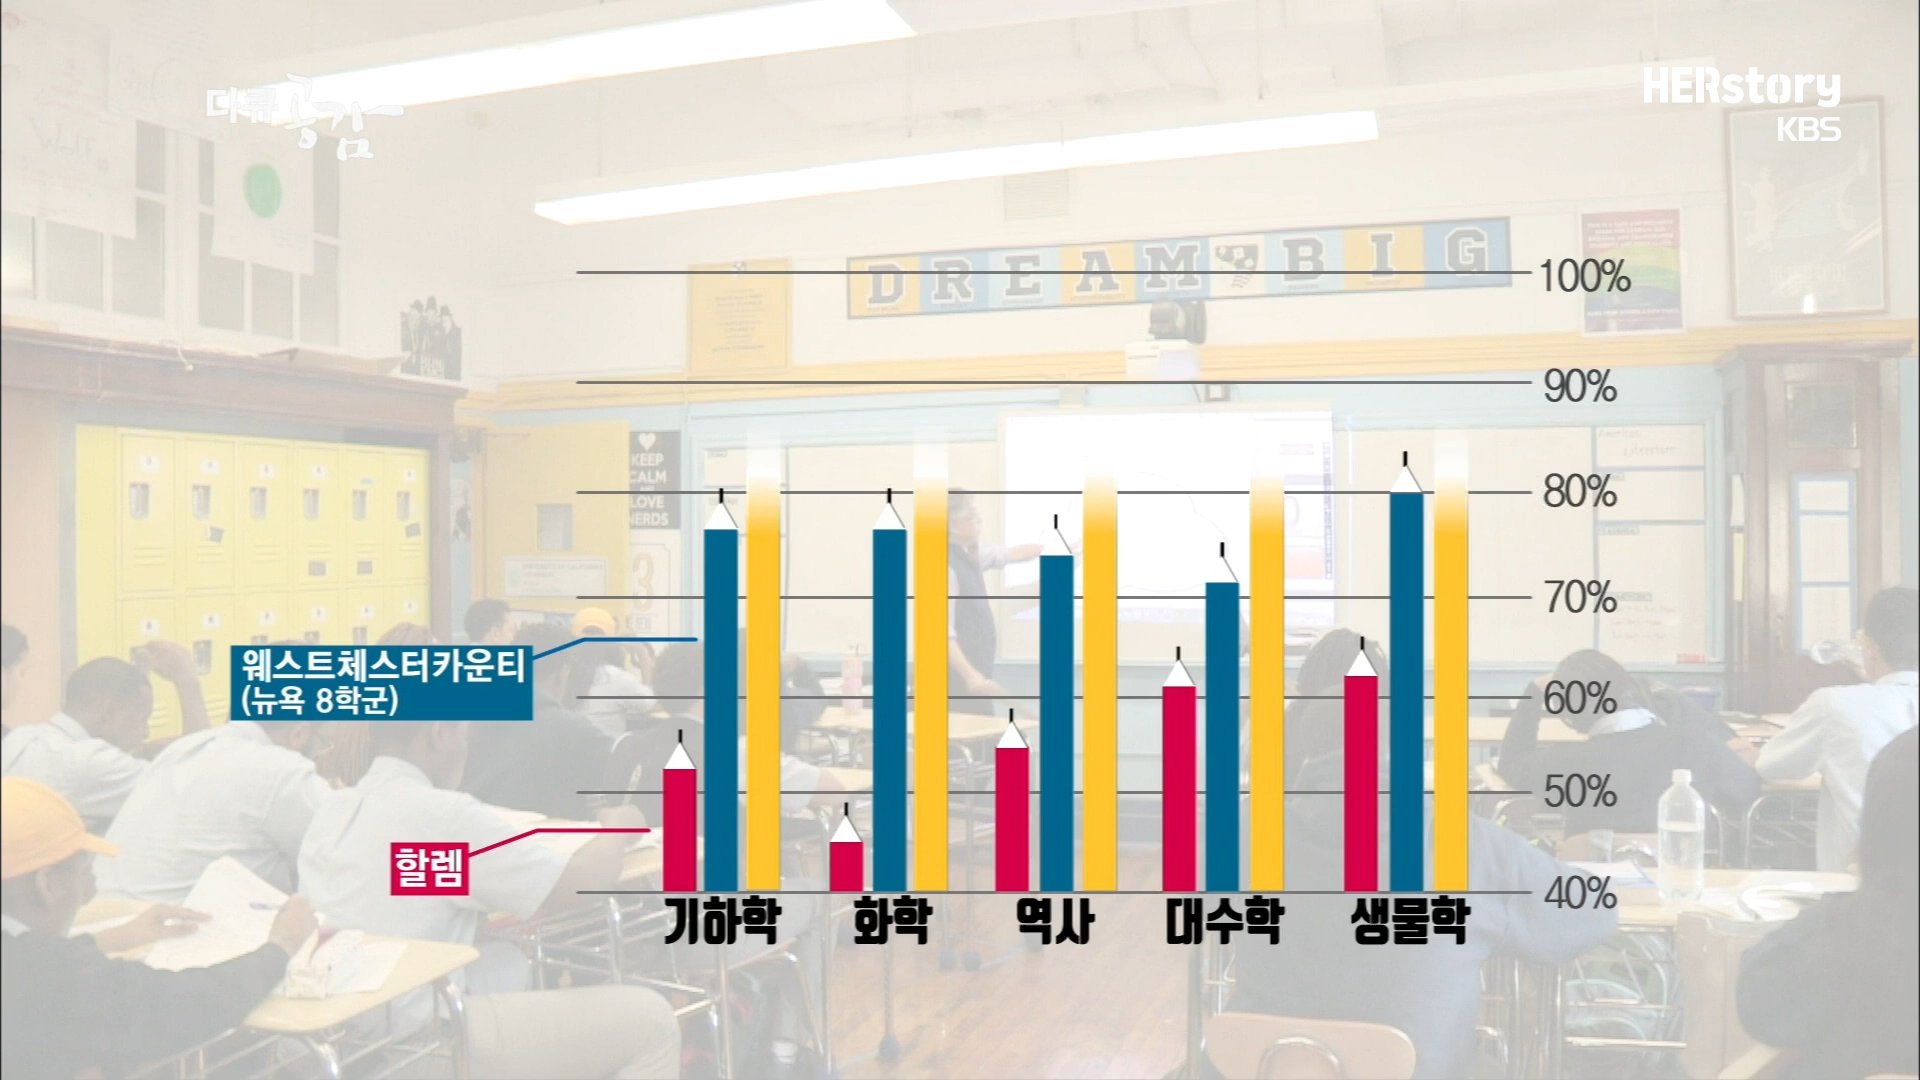 다큐 공감
HERstory
KBS
DREAM BIG
100%
90%
KEEP
CALM
AND
LOVE
NERDS
80%
70%
웨스트체스터카운티
(뉴욕 8학군)
60%
50%
할렘
40%
기하학 화학 역사 대수학 생물학